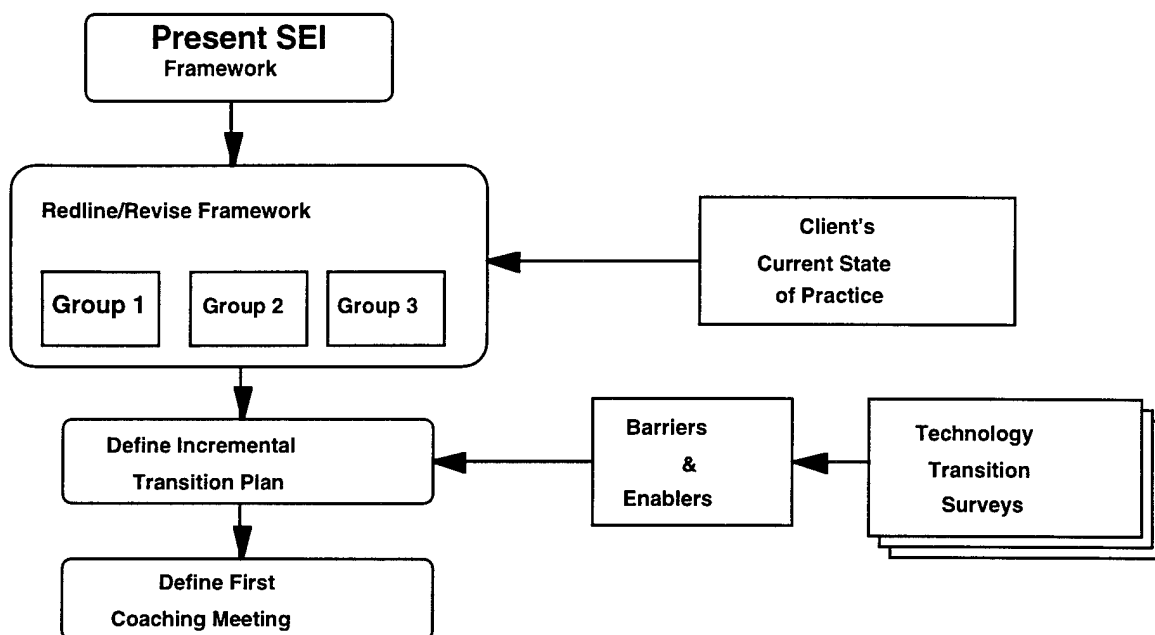 Present SEI
Framework
Redline/Revise Framework
Group 1
Group 2
Group 3
Client's
Current State
of Practice
Define Incremental
Transition Plan
Barriers
&
Enablers
Technology
Transition
Surveys
Define First
Coaching Meeting